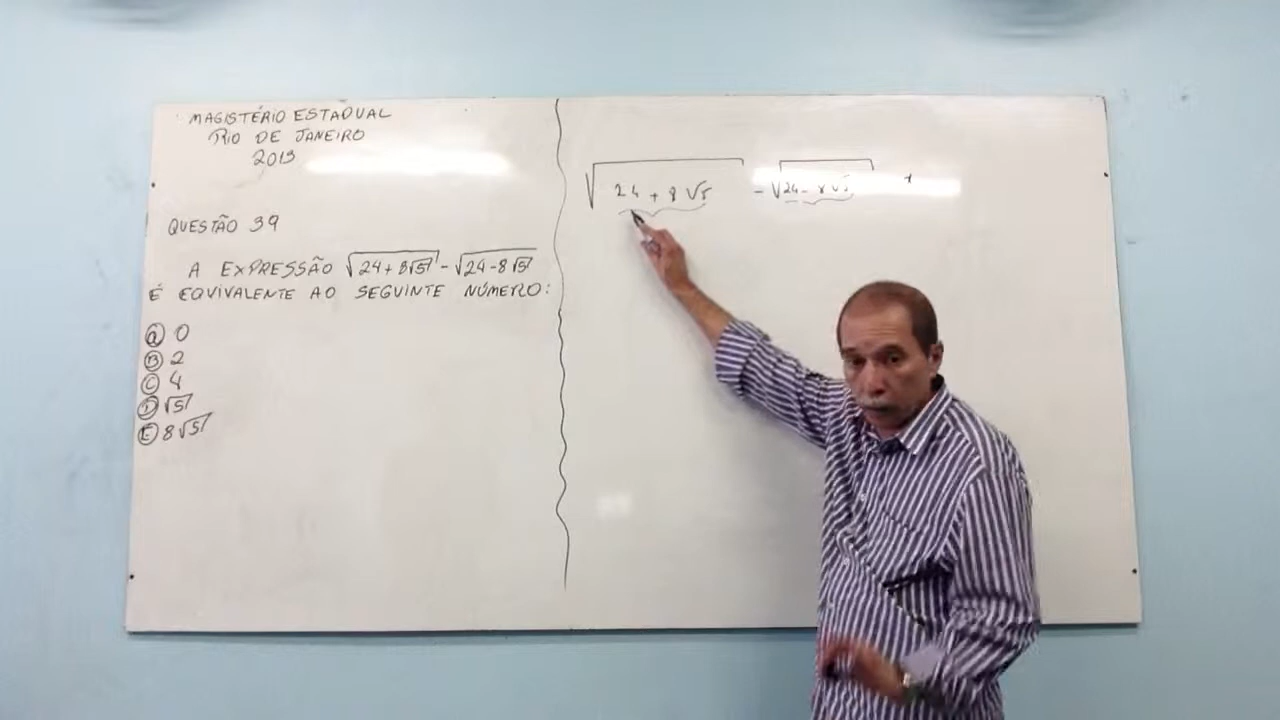 MAGISTÉRIO ESTADUAL
RIO DE JANEIRO
2013
QUESTÃO 39
A EXPRESSÃO √24+8√5 - √24-8√5
É EQUIVALENTE AO SEGUINTE NÚMERO:
A 0
B 2
C 4
D √5
E 8√5
√24 + 8√5 - √24 - 8√5